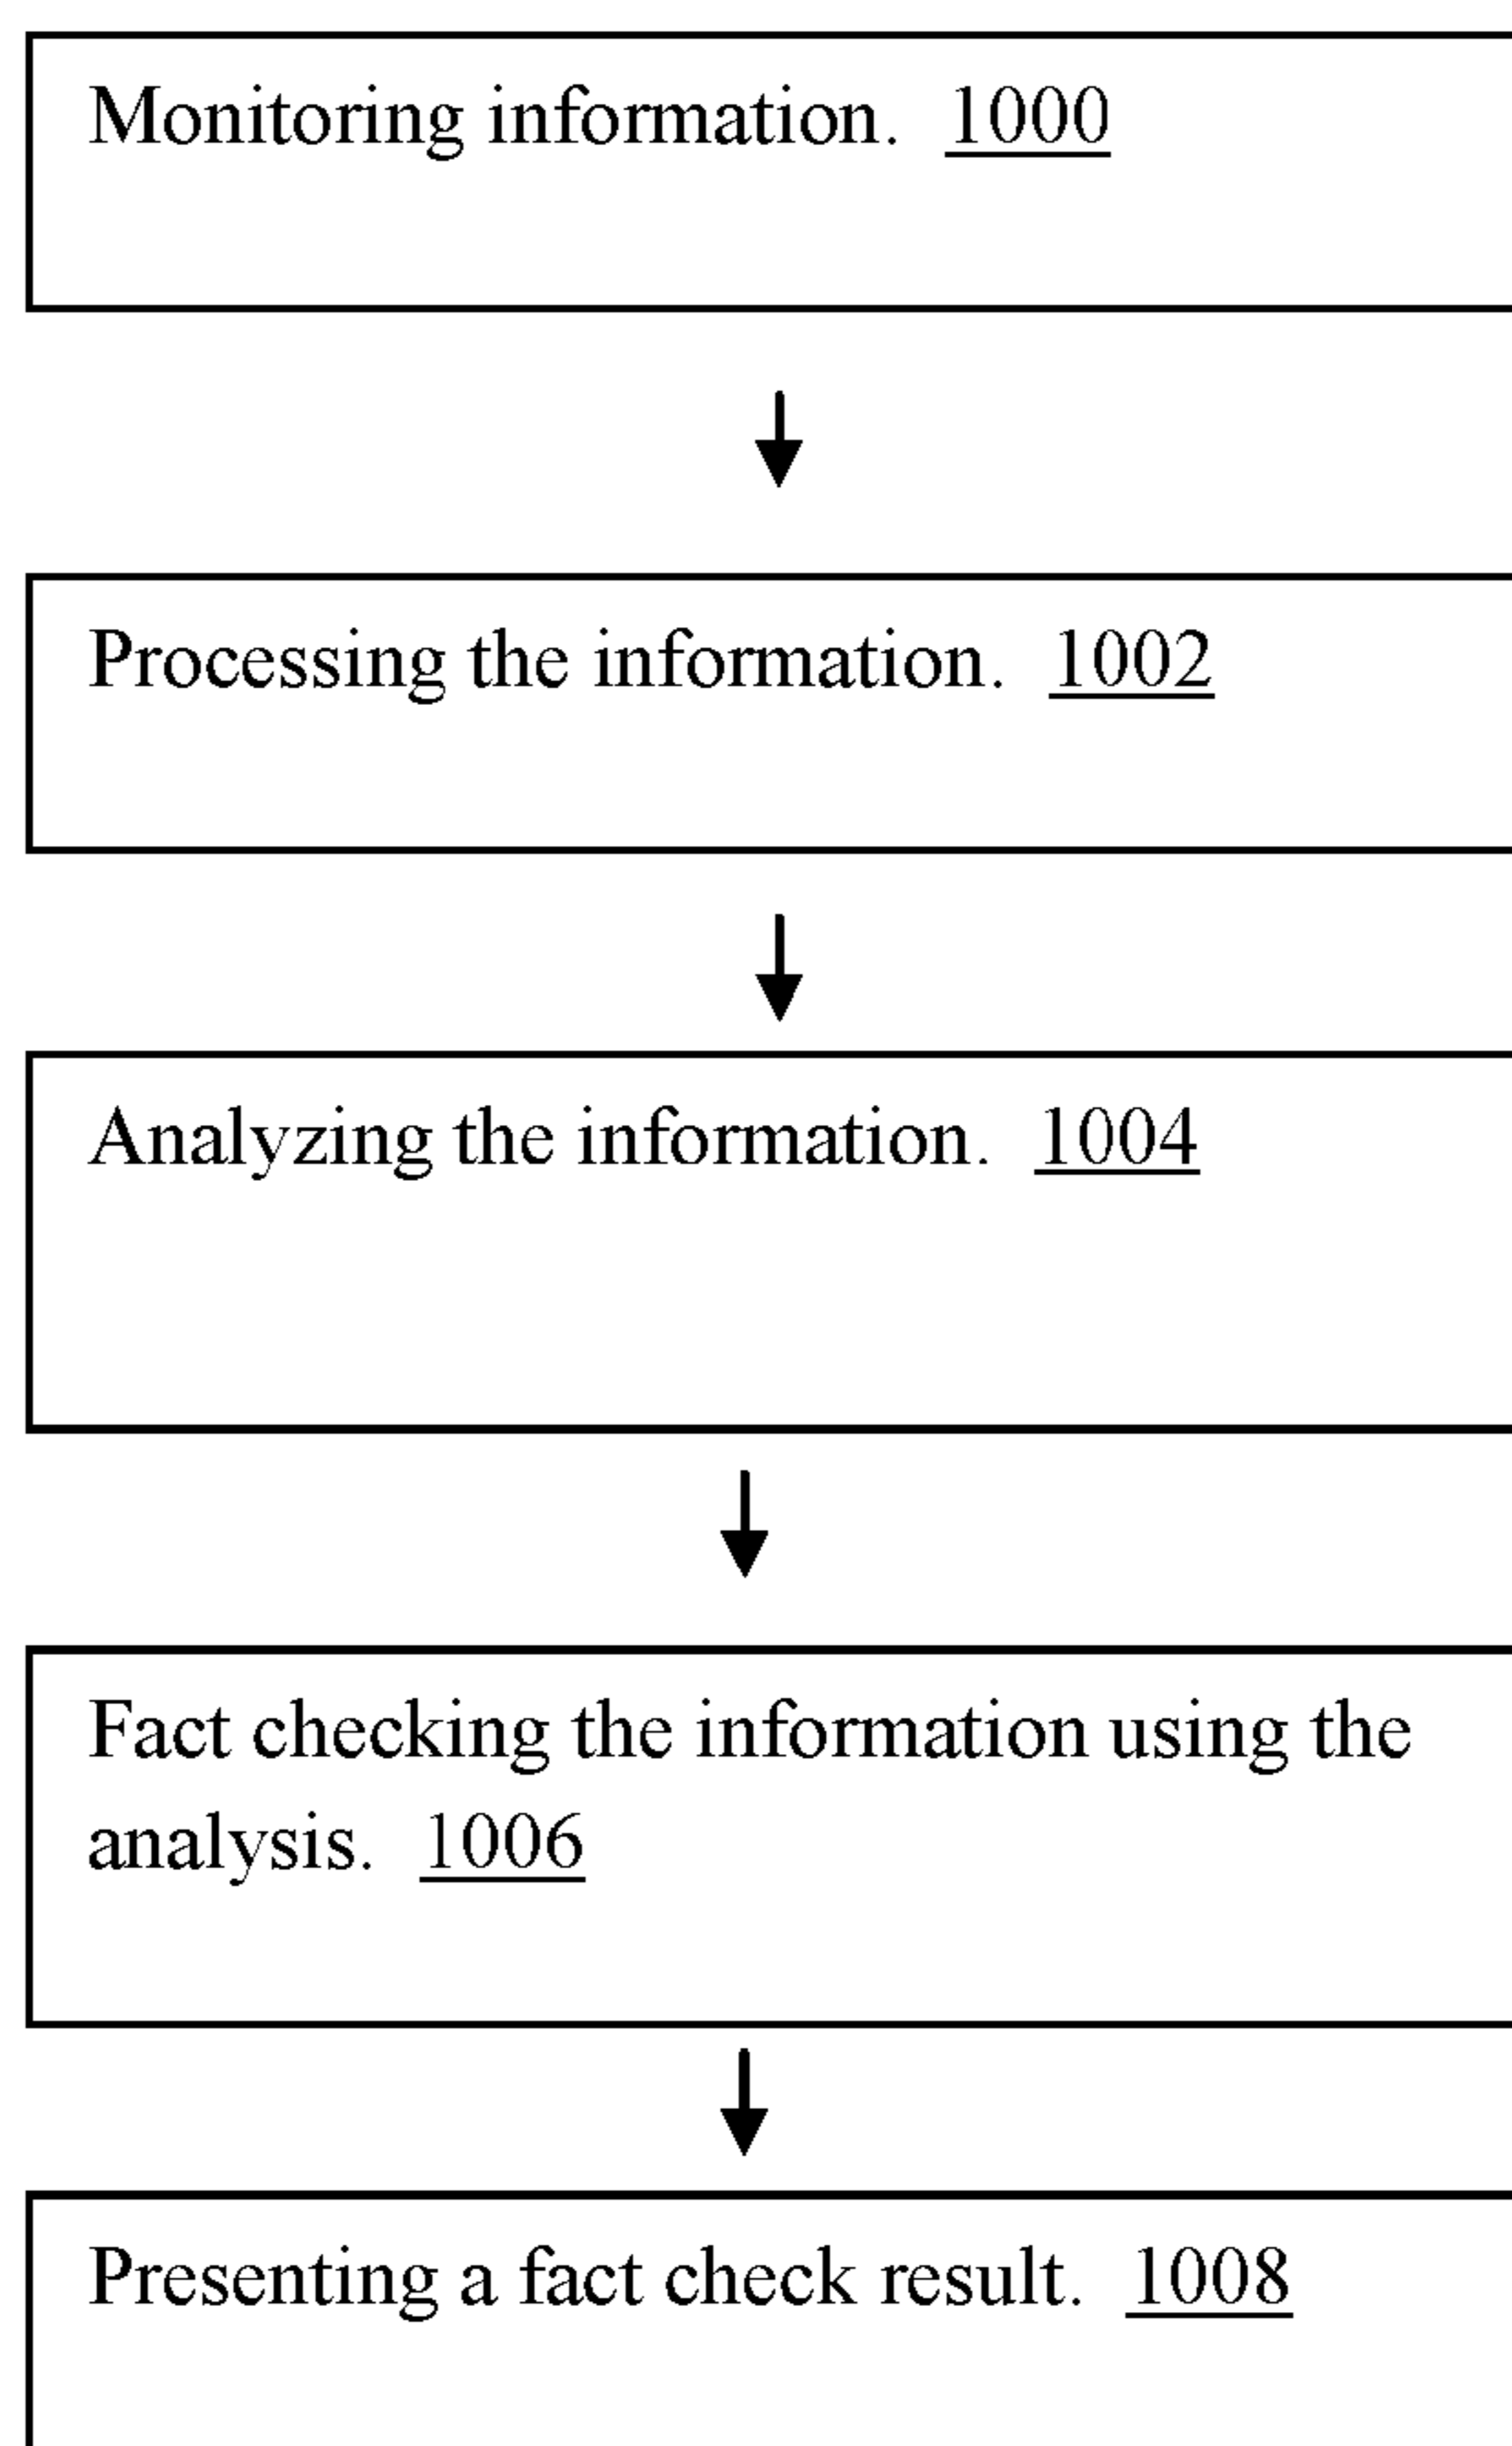 Monitoring information. 1000
Processing the information. 1002
Analyzing the information. 1004
Fact checking the information using the
analysis. 1006
Presenting a fact check result. 1008